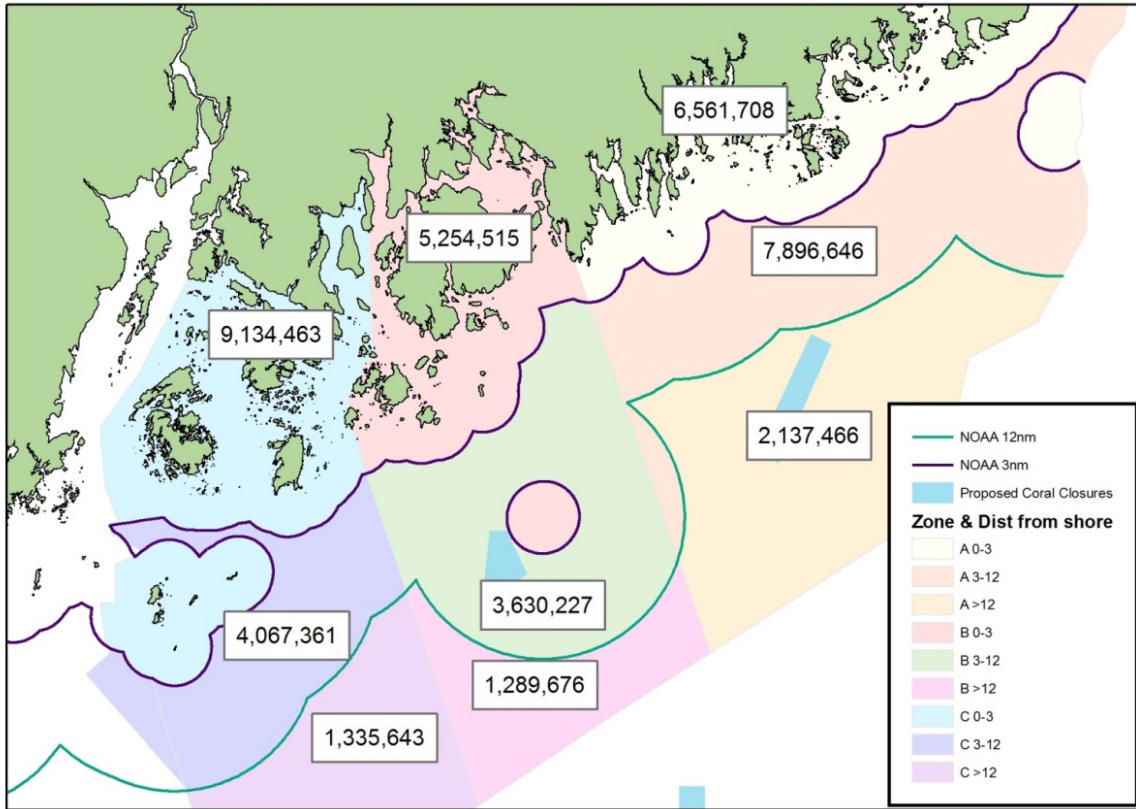 6,561,708
5,254,515
7,896,646
9,134,463
2,137,466
3,630,227
4,067,361
1,289,676
1,335,643
NOAA 12nm
NOAA 3nm
Proposed Coral Closures
Zone & Dist from shore
A 0-3
A 3-12
A >12
B 0-3
B 3-12
B >12
C 0-3
C 3-12
C >12